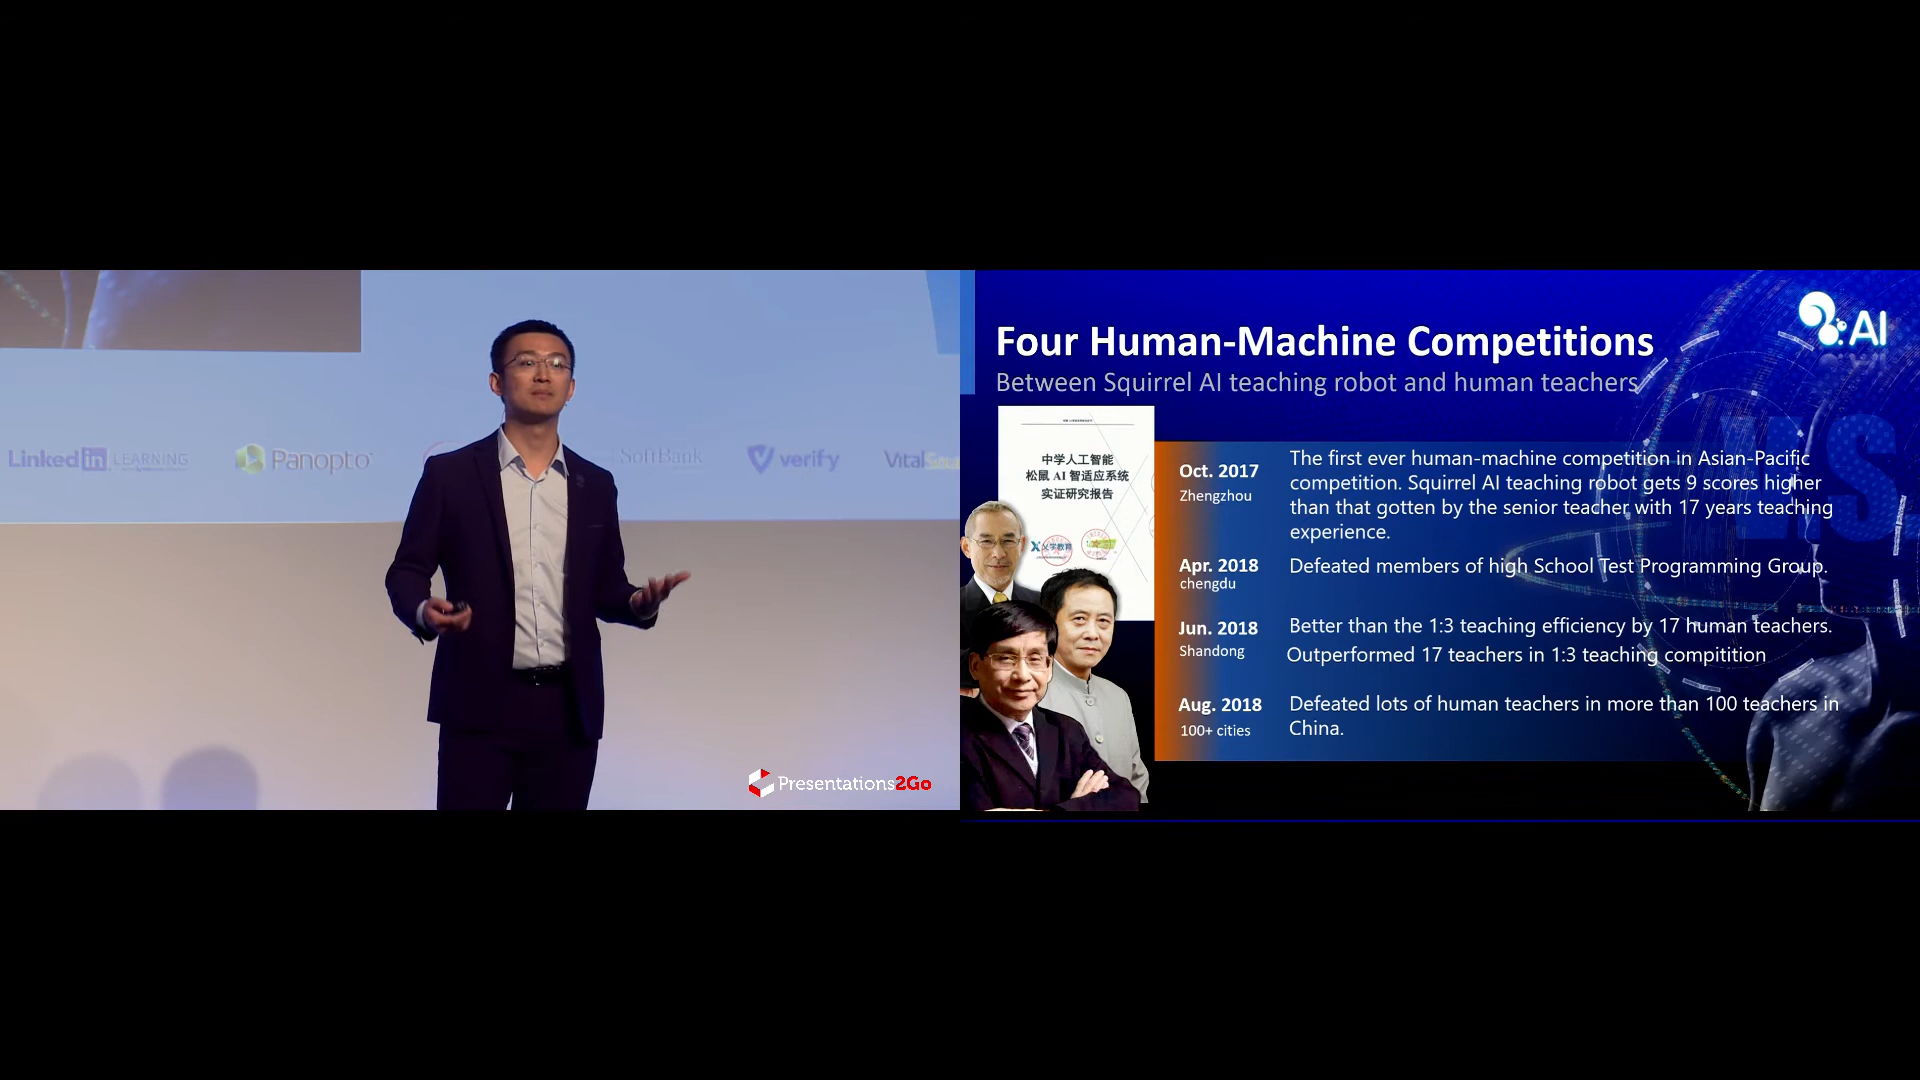 LinkedIn LEARNING
Panopto
SoftBank
verify
Vital
Presentations2Go
AI
Four Human-Machine Competitions
Between Squirrel AI teaching robot and human teachers
中学人工智能
松鼠 AI 智适应系统
实证研究报告
乂学教育
Oct. 2017
Zhengzhou
The first ever human-machine competition in Asian-Pacific
competition. Squirrel AI teaching robot gets 9 scores higher
than that gotten by the senior teacher with 17 years teaching
experience.
Apr. 2018
chengdu
Defeated members of high School Test Programming Group.
Jun. 2018
Shandong
Better than the 1:3 teaching efficiency by 17 human teachers.
Outperformed 17 teachers in 1:3 teaching compitition
Aug. 2018
100+ cities
Defeated lots of human teachers in more than 100 teachers in
China.